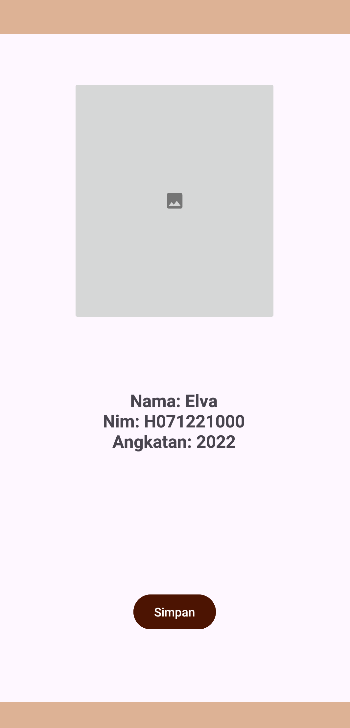 Nama: Elva
Nim: H071221000
Angkatan: 2022
Simpan